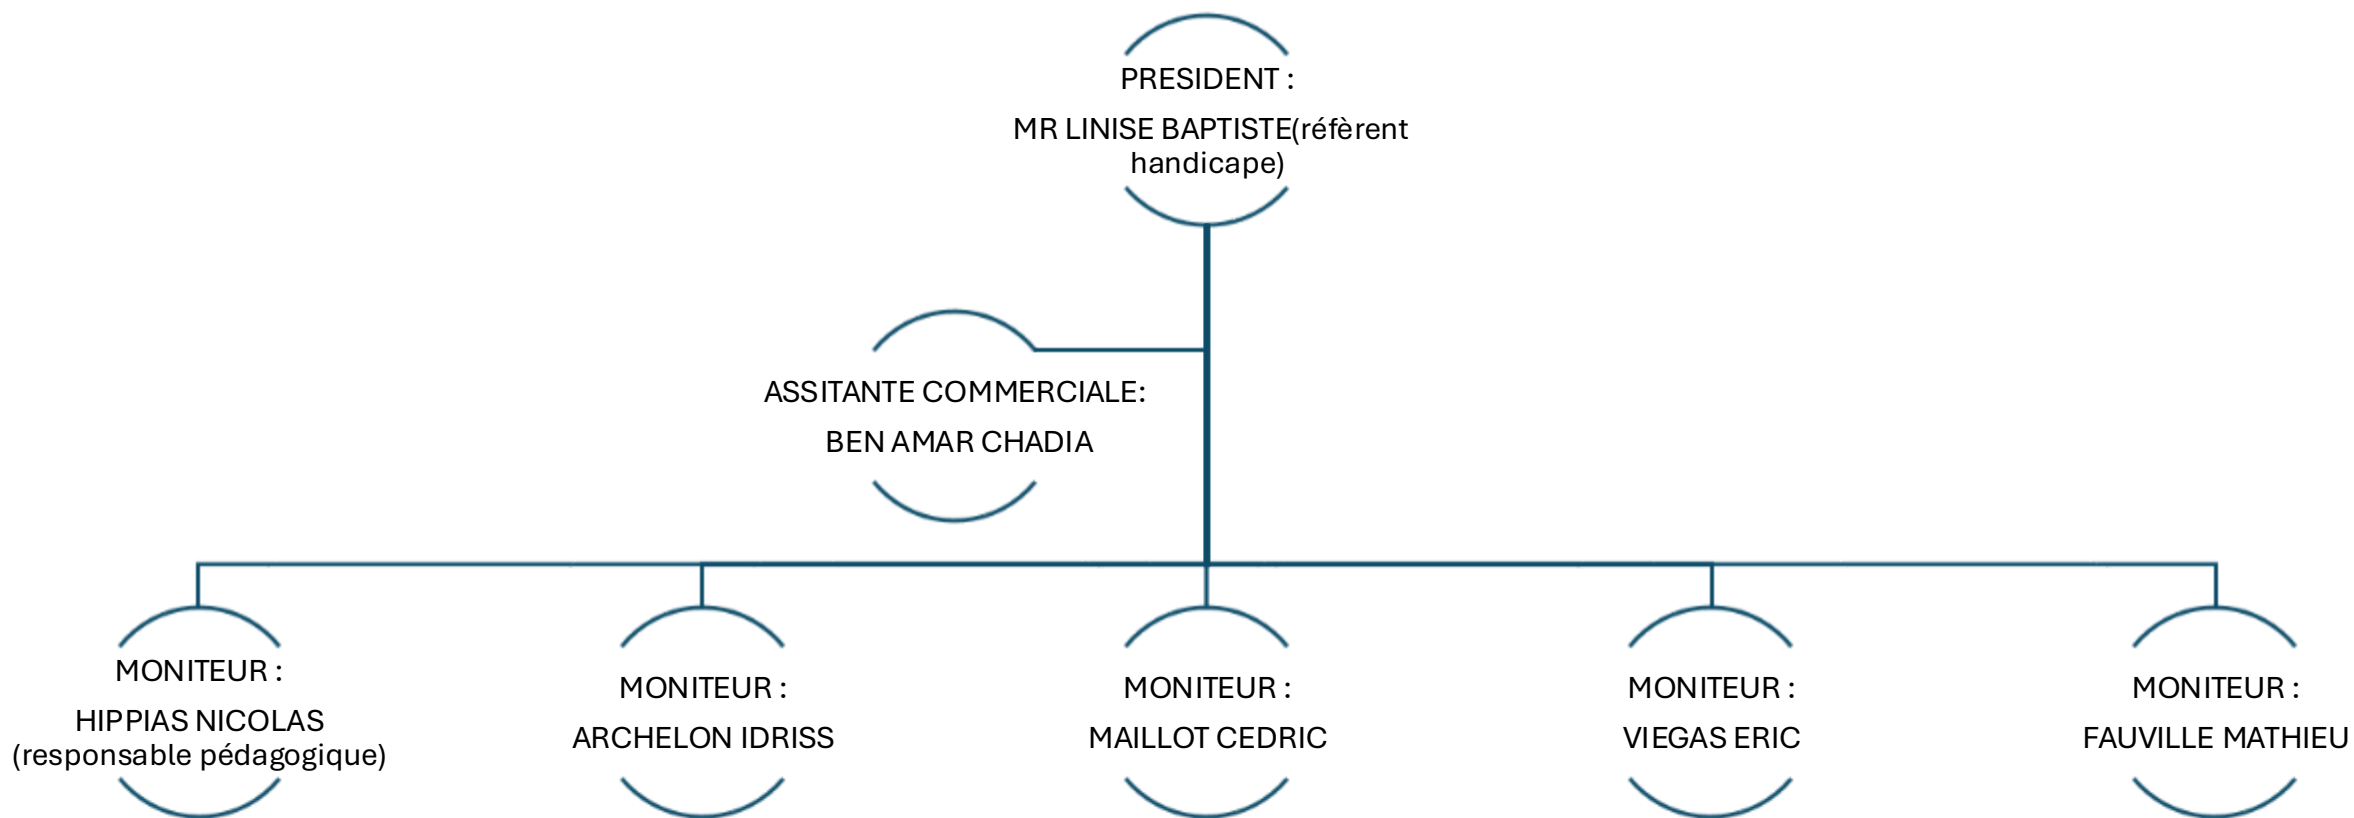 PRESIDENT :
MR LINISE BAPTISTE(réfèrent
handicape)
ASSITANTE COMMERCIALE:
BEN AMAR CHADIA
MONITEUR :
HIPPIAS NICOLAS
(responsable pédagogique)
MONITEUR :
ARCHELON IDRISS
MONITEUR :
MAILLOT CEDRIC
MONITEUR :
VIEGAS ERIC
MONITEUR :
FAUVILLE MATHIEU